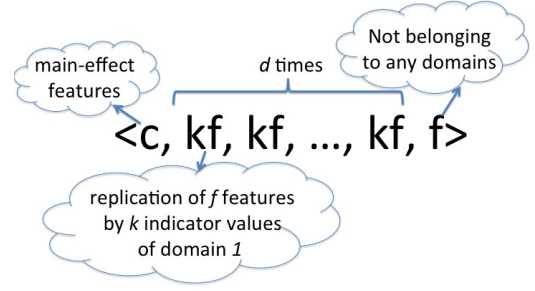 main-effect
features
d times
Not belonging
to any domains
<c, kf, kf, ..., kf, f>
replication of f features
by k indicator values
of domain 1